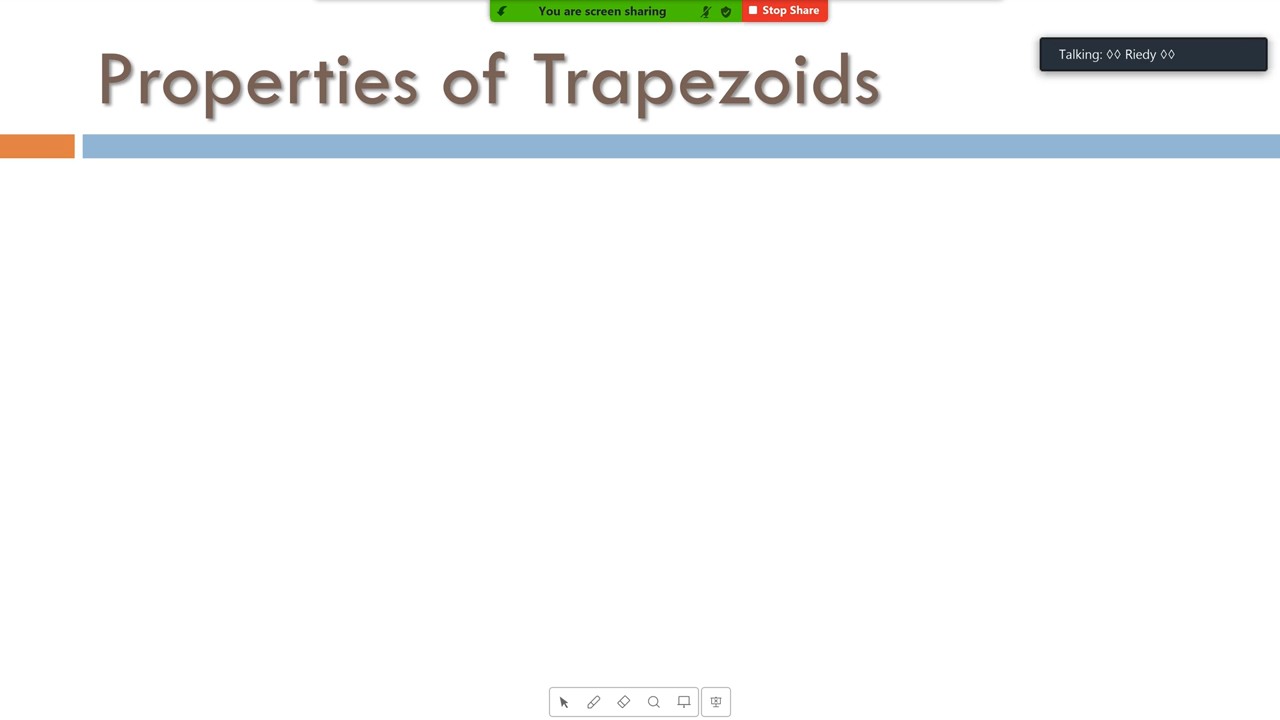 You are screen sharing
Stop Share
Properties of Trapezoids
Talking: ◊◊ Riedy ◊◊